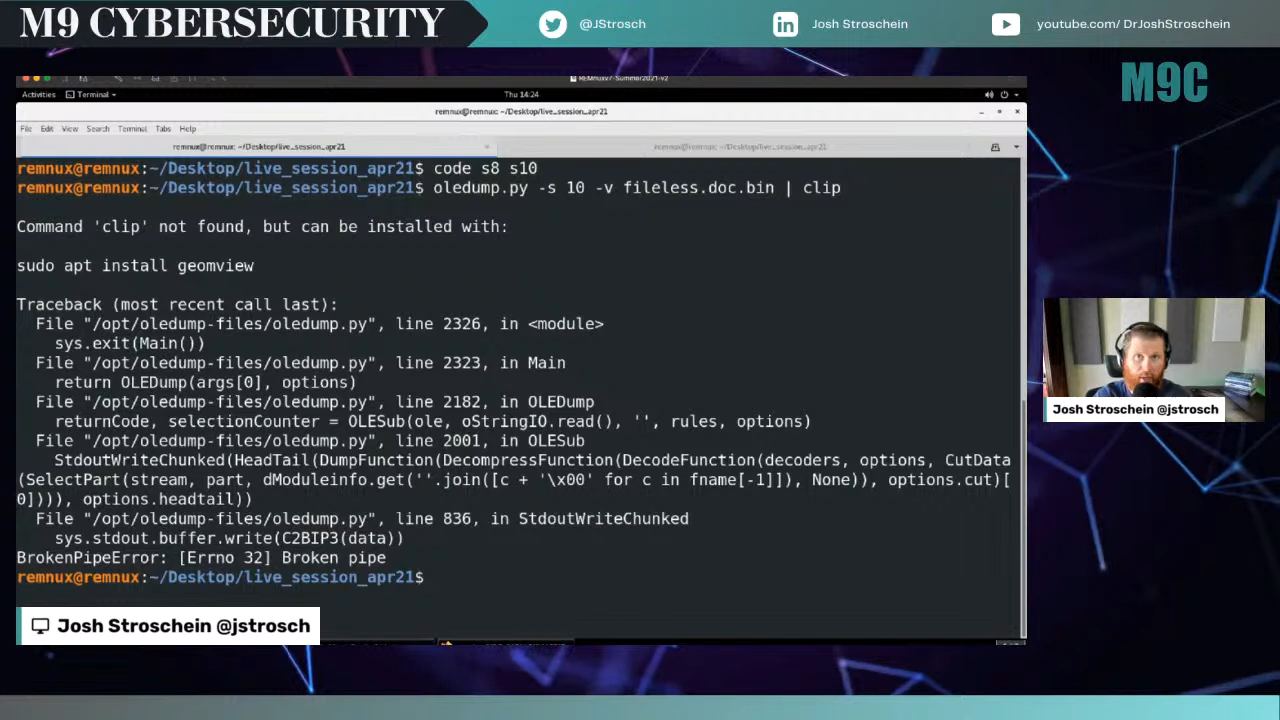 M9 CYBERSECURITY
@JStrosch
Josh Stroschein
youtube.com/ DrJoshStroschein
M9C
REMnuxv7-Summer2021-v2
Activities Terminal Thu 14:24
remnux@remnux: ~/Desktop/live_session_apr21
File Edit View Search Terminal Tabs Help
remnux@remnux: ~/Desktop/live_session_apr21
remnux@remnux: ~/Desktop/live_session_apr21
remnux@remnux:~/Desktop/live_session_apr21$ code s8 s10
remnux@remnux:~/Desktop/live_session_apr21$ oledump.py -s 10 -v fileless.doc.bin | clip
Command 'clip' not found, but can be installed with:
sudo apt install geomview
Traceback (most recent call last):
File "/opt/oledump-files/oledump.py", line 2326, in <module>
sys.exit(Main())
File "/opt/oledump-files/oledump.py", line 2323, in Main
return OLEDump(args[0], options)
File "/opt/oledump-files/oledump.py", line 2182, in OLEDump
returnCode, selectionCounter = OLESub(ole, oStringIO.read(), '', rules, options)
File "/opt/oledump-files/oledump.py", line 2001, in OLESub
StdoutWriteChunked(HeadTail(DumpFunction(DecompressFunction(DecodeFunction(decoders, options, CutData
(SelectPart(stream, part, dModuleinfo.get(''.join([c + '\x00' for c in fname[-1]]), None)), options.cut)[
0]))), options.headtail))
File "/opt/oledump-files/oledump.py", line 836, in StdoutWriteChunked
sys.stdout.buffer.write(C2BIP3(data))
BrokenPipeError: [Errno 32] Broken pipe
remnux@remnux:~/Desktop/live_session_apr21$
Josh Stroschein @jstrosch
Josh Stroschein @jstrosch